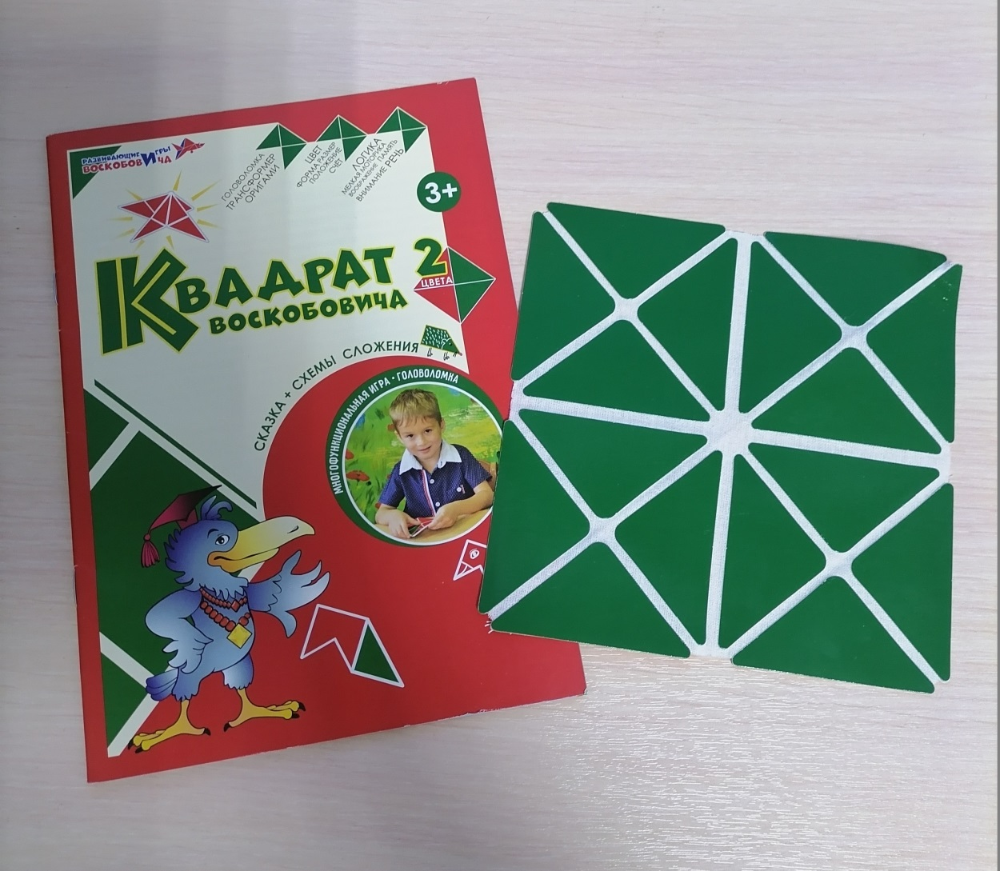 РАЗВИВАЮЩИЕ ИГРЫ
ВОСКОБОВИЧА
ГОЛОВОЛОМКА
ТРАНСФОРМЕР
ОРИГАМИ
ЦВЕТ
ФОРМА РАЗМЕР
ПОЛОЖЕНИЕ
СЧЁТ
ЛОГИКА
МЕЛКАЯ МОТОРИКА
ВООБРАЖЕНИЕ ПАМЯТЬ
ВНИМАНИЕ РЕЧЬ
3+
КВАДРАТ 2
ЦВЕТА
ВОСКОБОВИЧА
СКАЗКА + СХЕМЫ СЛОЖЕНИЯ
МНОГОФУНКЦИОНАЛЬНАЯ ИГРА • ГОЛОВОЛОМКА